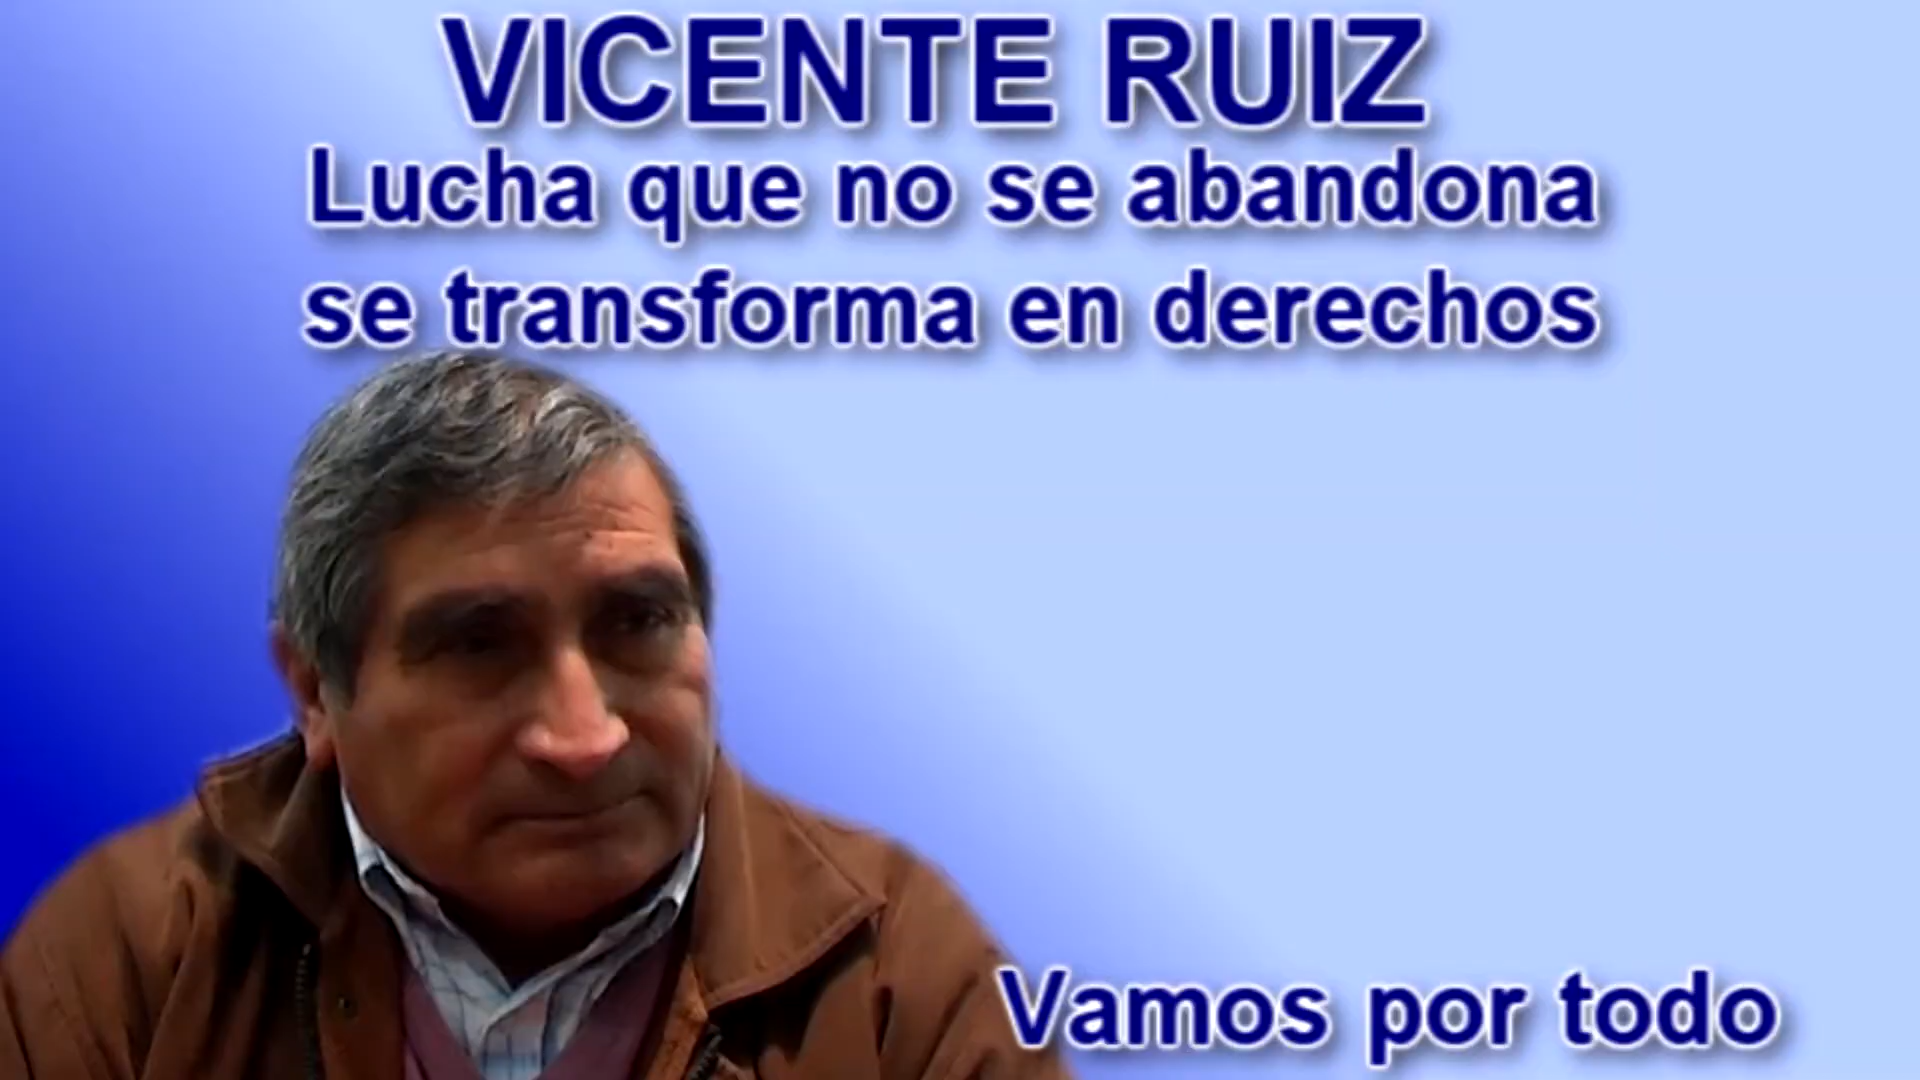 VICENTE RUIZ
Lucha que no se abandona
se transforma en derechos
Vamos por todo